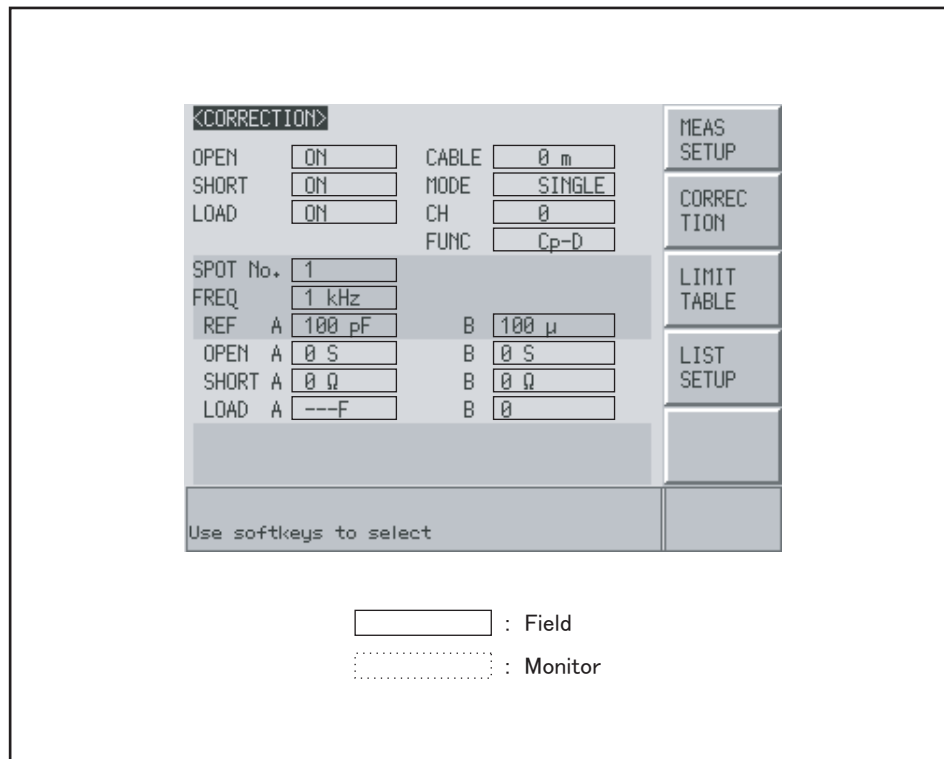 <CORRECTION>
OPEN ON CABLE 0 m
SHORT ON MODE SINGLE
LOAD ON CH 0
FUNC Cp-D
SPOT No. 1
FREQ 1 kHz
REF A 100 pF B 100 μ
OPEN A 0 S B 0 S
SHORT A 0 Ω B 0 Ω
LOAD A ---F B 0
MEAS
SETUP
CORREC
TION
LIMIT
TABLE
LIST
SETUP
Use softkeys to select
: Field
: Monitor